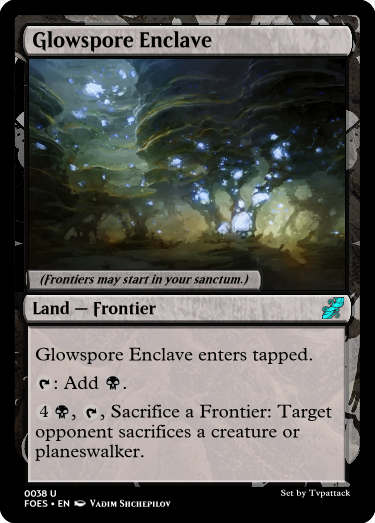 Glowspore Enclave
(Frontiers may start in your sanctum.)
Land — Frontier
Glowspore Enclave enters tapped.
: Add .
4 , , Sacrifice a Frontier: Target
opponent sacrifices a creature or
planeswalker.
0038 U
Set by Tvpattack
FOES • EN Vadim Shchepilov